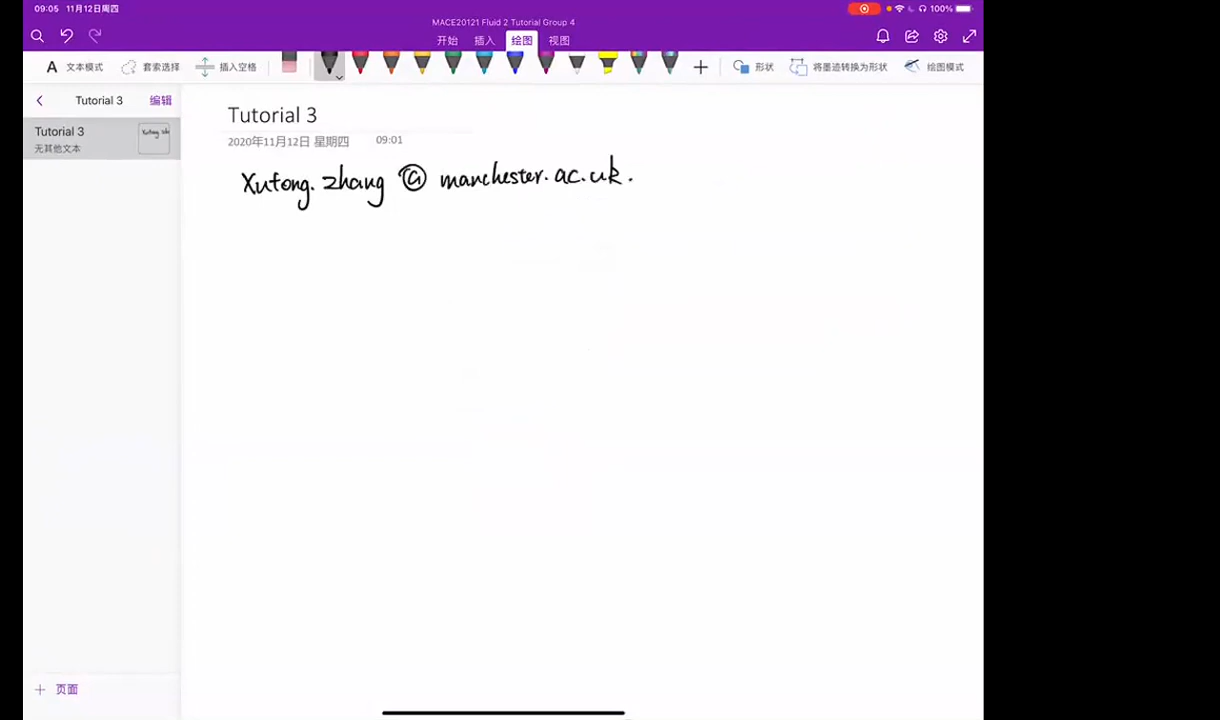 09:05 11月12日周四
100%
MACE20121 Fluid 2 Tutorial Group 4
开始 插入 绘图 视图
A 文本模式 套索选择 插入空格 形状 将墨迹转换为形状 绘图模式
Tutorial 3 编辑
Tutorial 3
无其他文本
Tutorial 3
2020年11月12日 星期四 09:01
Xutong.zhang @ manchester.ac.uk.
页面